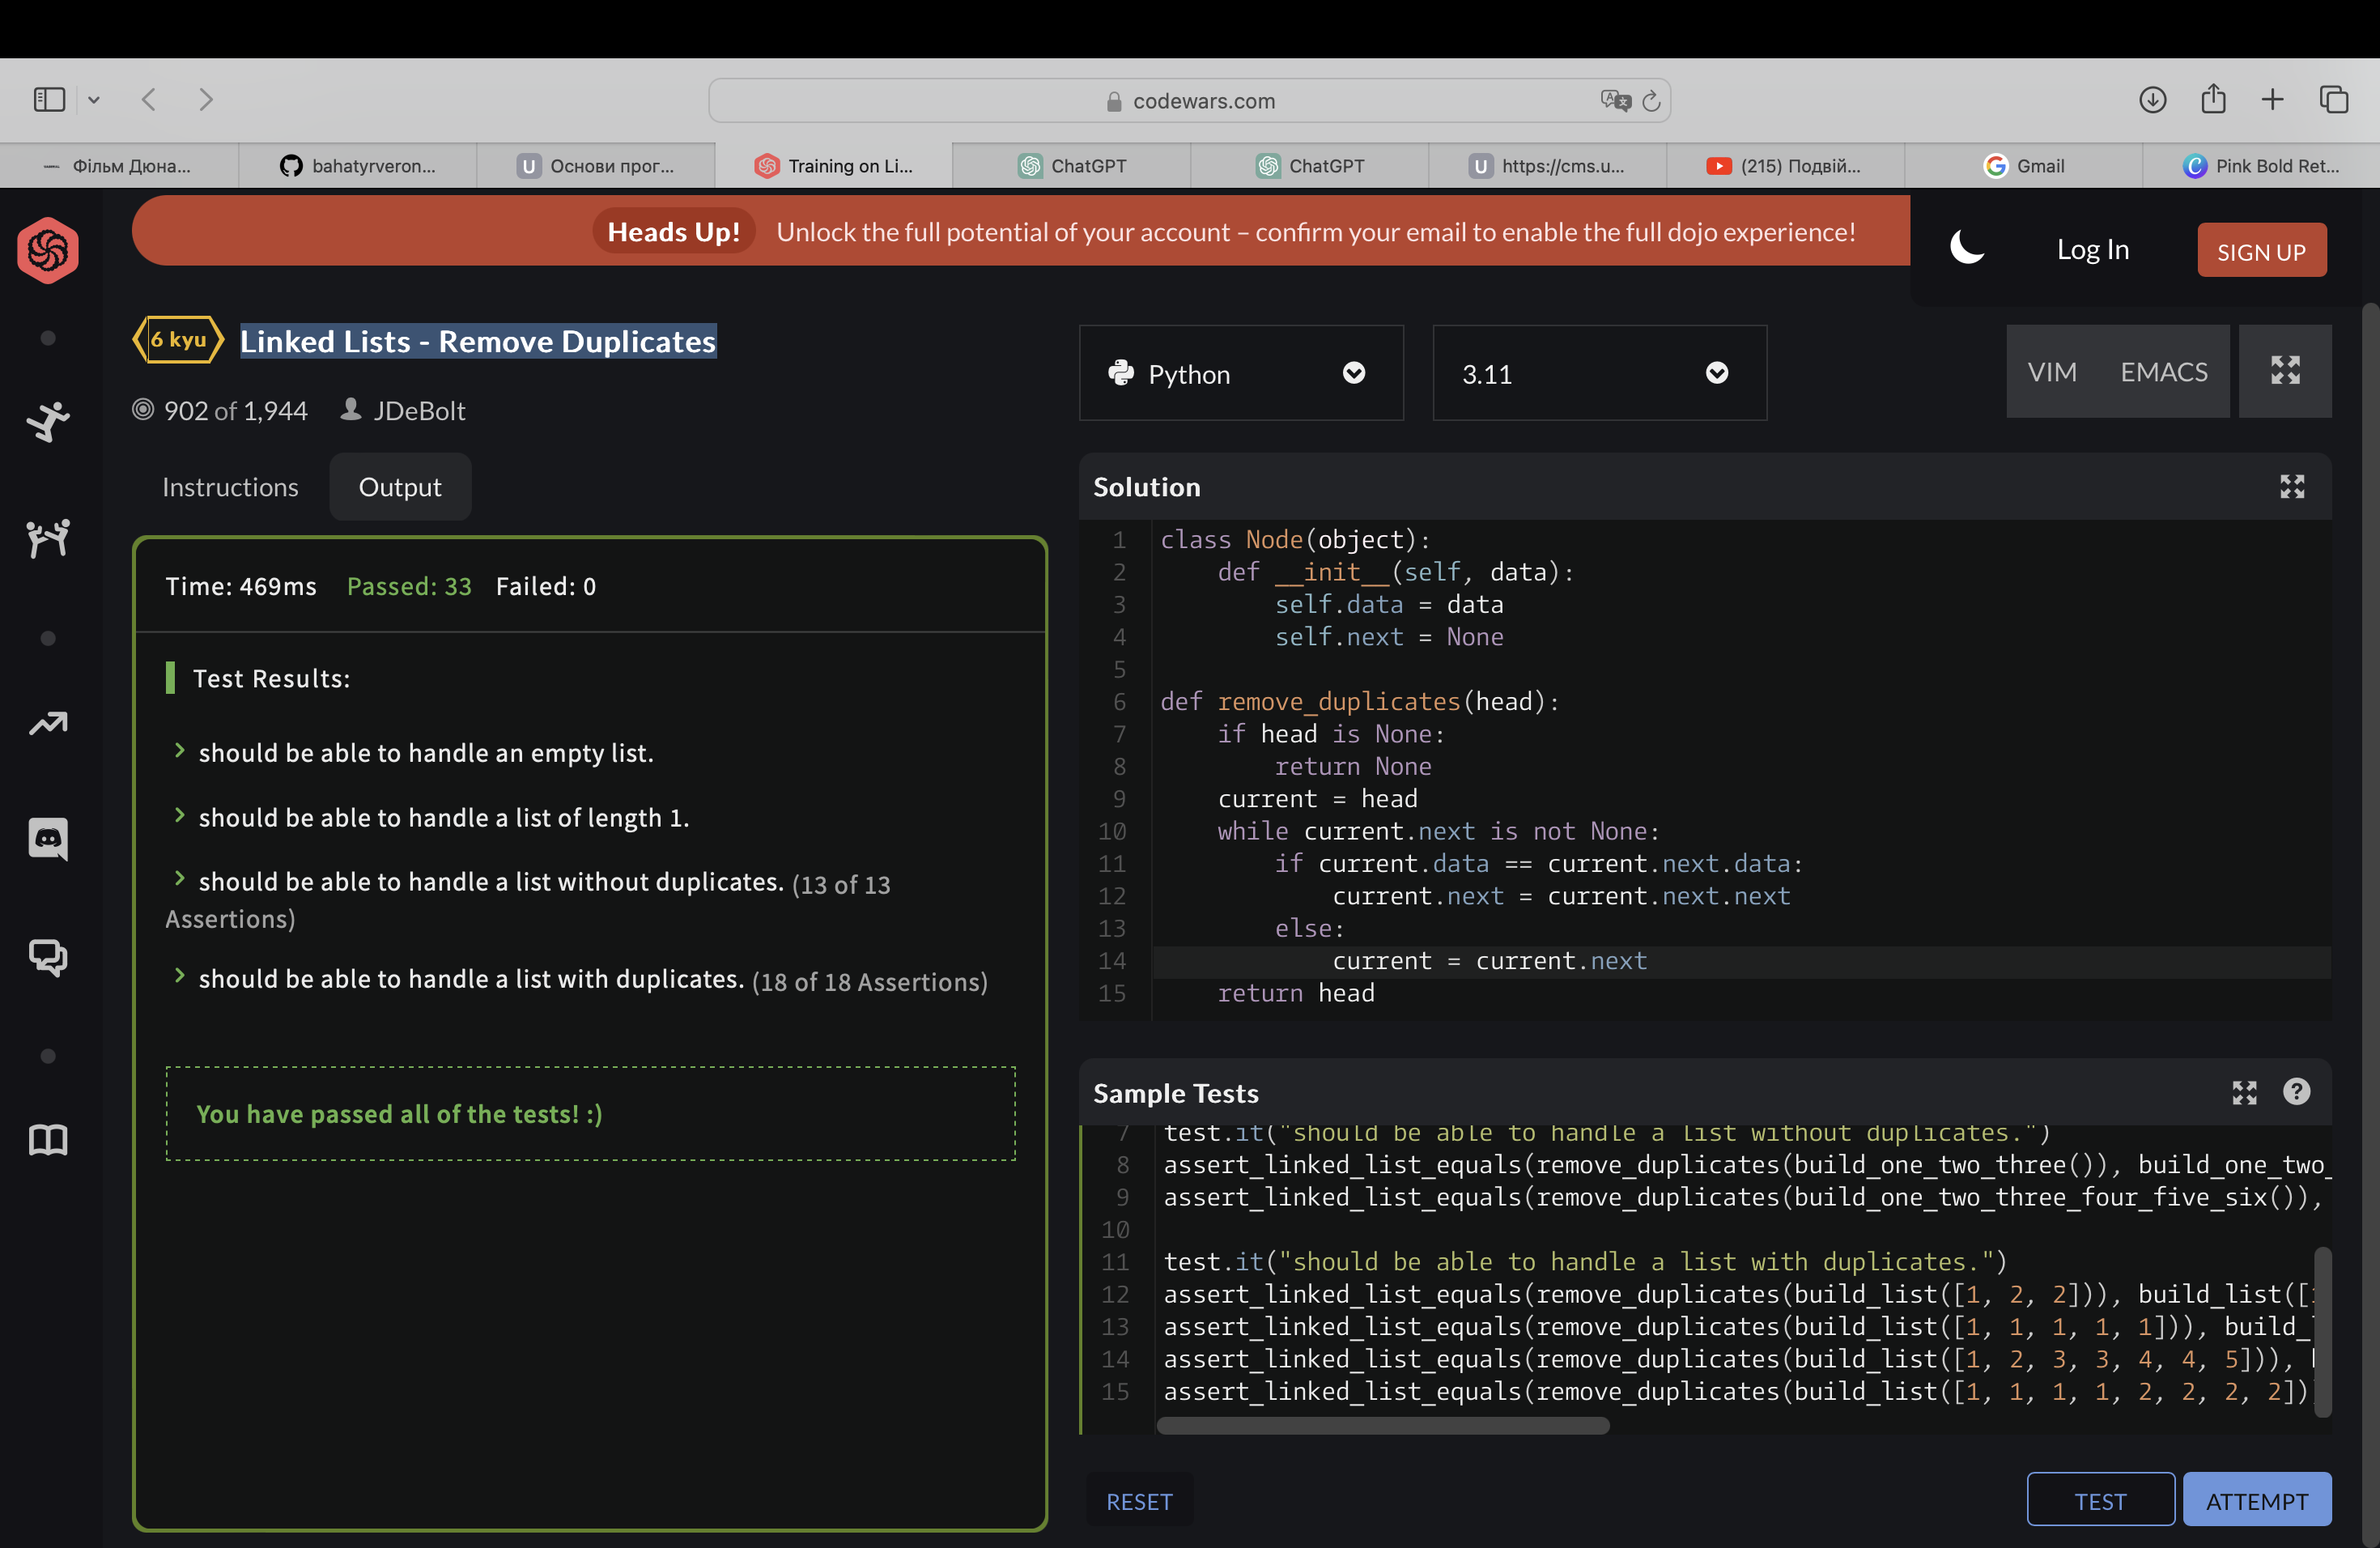 codewars.com
Фільм Дюна...
bahatyrveron...
Основи прог...
Training on Li...
ChatGPT
ChatGPT
https://cms.u...
(215) Подвій...
Gmail
Pink Bold Ret...
Heads Up! Unlock the full potential of your account – confirm your email to enable the full dojo experience!
Log In
SIGN UP
6 kyu
Linked Lists - Remove Duplicates
902 of 1,944 JDeBolt
Python
3.11
VIM EMACS
Instructions
Output
Time: 469ms Passed: 33 Failed: 0
Test Results:
should be able to handle an empty list.
should be able to handle a list of length 1.
should be able to handle a list without duplicates. (13 of 13
Assertions)
should be able to handle a list with duplicates. (18 of 18 Assertions)
You have passed all of the tests! :)
Solution
1 class Node(object):
2     def __init__(self, data):
3         self.data = data
4         self.next = None
5
6 def remove_duplicates(head):
7     if head is None:
8         return None
9     current = head
10     while current.next is not None:
11         if current.data == current.next.data:
12             current.next = current.next.next
13         else:
14             current = current.next
15     return head
Sample Tests
7 test.it("should be able to handle a list without duplicates.")
8 assert_linked_list_equals(remove_duplicates(build_one_two_three()), build_one_two_
9 assert_linked_list_equals(remove_duplicates(build_one_two_three_four_five_six()),
10
11 test.it("should be able to handle a list with duplicates.")
12 assert_linked_list_equals(remove_duplicates(build_list([1, 2, 2])), build_list([
13 assert_linked_list_equals(remove_duplicates(build_list([1, 1, 1, 1, 1])), build_
14 assert_linked_list_equals(remove_duplicates(build_list([1, 2, 3, 3, 4, 4, 5])),
15 assert_linked_list_equals(remove_duplicates(build_list([1, 1, 1, 1, 2, 2, 2, 2])
RESET
TEST
ATTEMPT